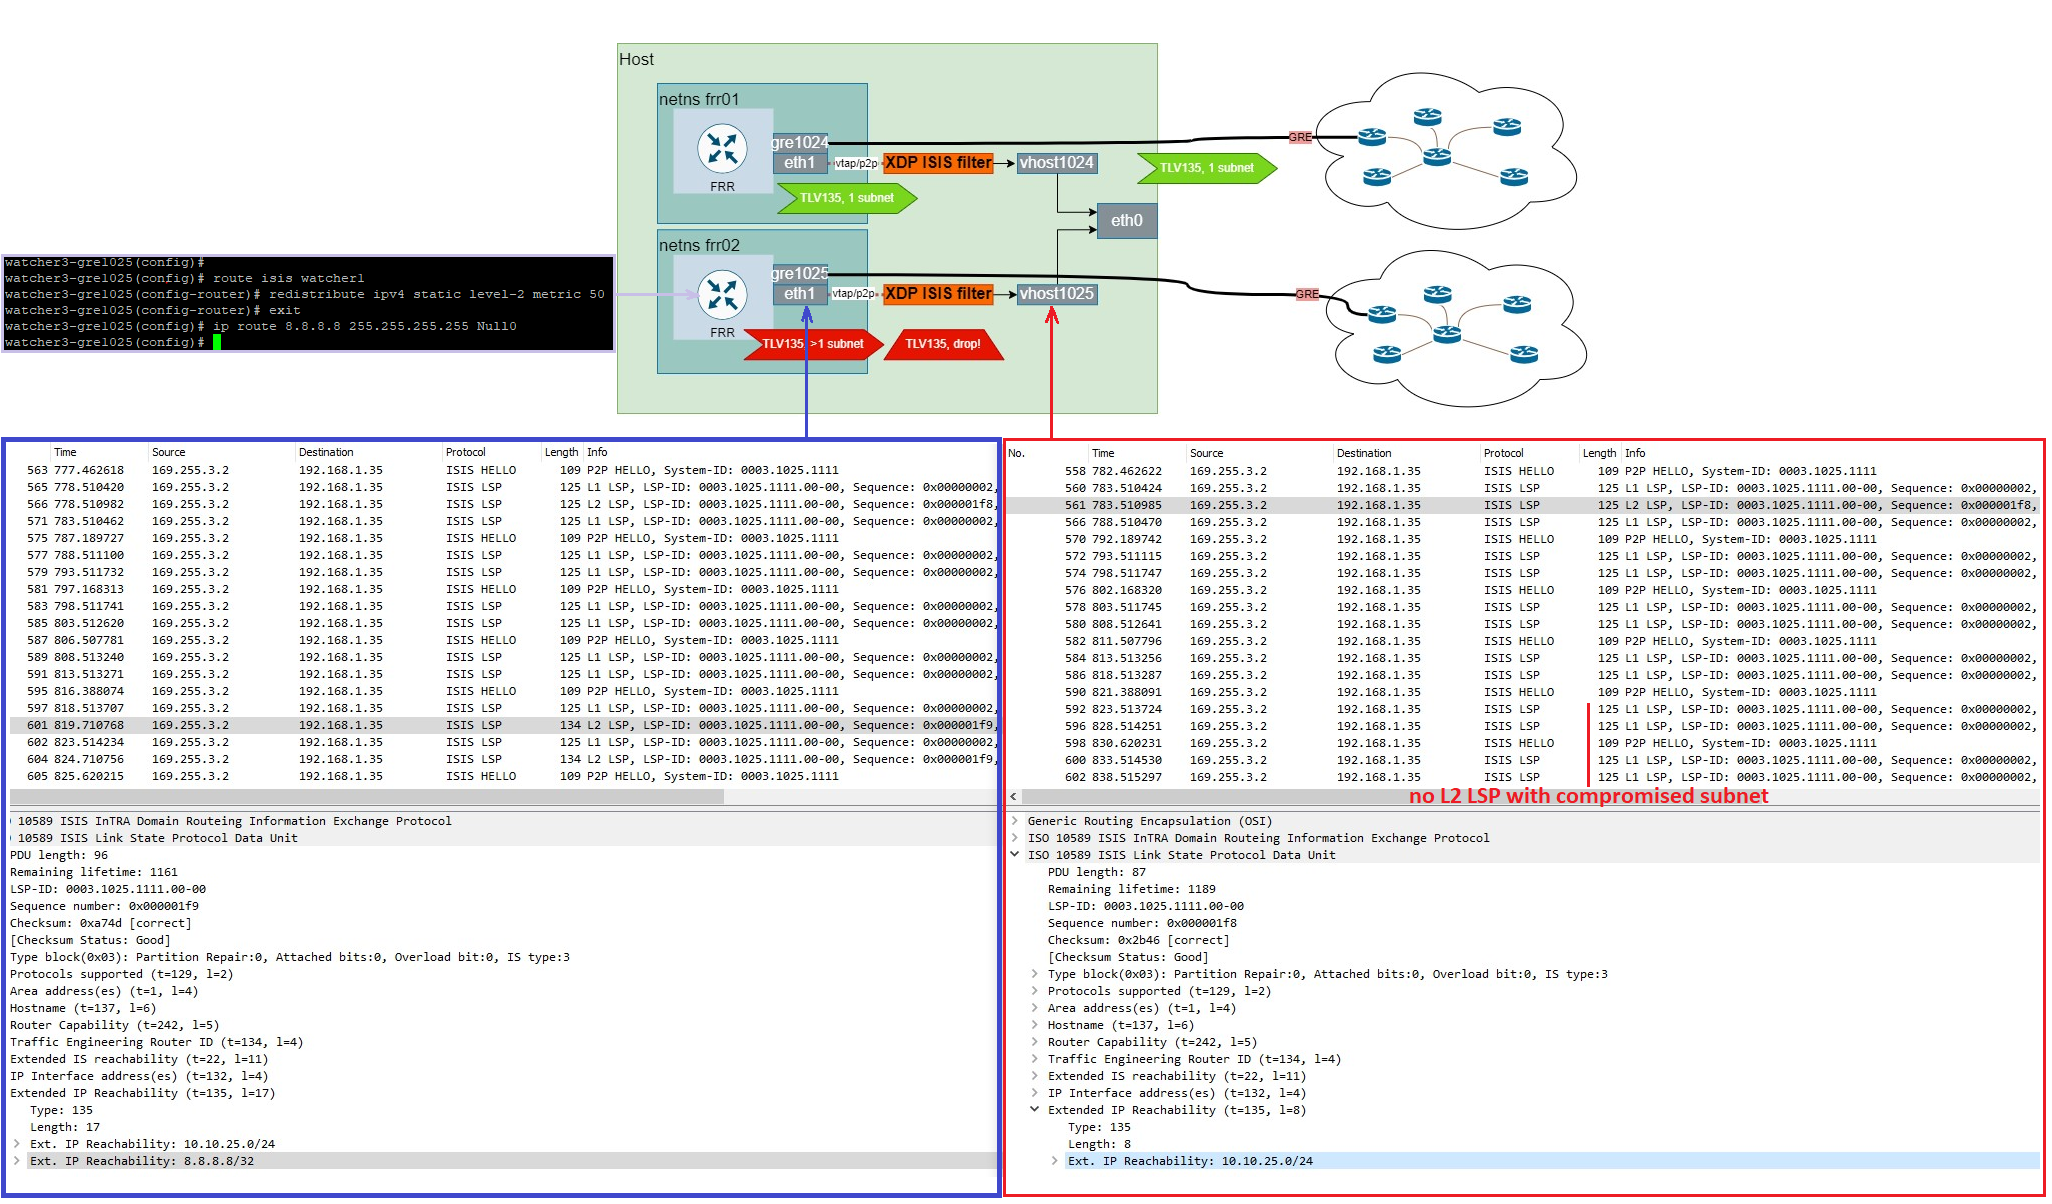 Host
netns frr01
gre1024
eth1
vtap/p2p
XDP ISIS filter
vhost1024
FRR
TLV135, 1 subnet
TLV135, 1 subnet
GRE
eth0
netns frr02
gre1025
eth1
vtap/p2p
XDP ISIS filter
vhost1025
FRR
TLV135, >1 subnet
TLV135, drop!
GRE
watcher3-gre1025(config)#
watcher3-gre1025(config)# route isis watcher1
watcher3-gre1025(config-router)# redistribute ipv4 static level-2 metric 50
watcher3-gre1025(config-router)# exit
watcher3-gre1025(config)# ip route 8.8.8.8 255.255.255.255 Null0
watcher3-gre1025(config)#
Time Source Destination Protocol Length Info
563 777.462618 169.255.3.2 192.168.1.35 ISIS HELLO 109 P2P HELLO, System-ID: 0003.1025.1111
565 778.510420 169.255.3.2 192.168.1.35 ISIS LSP 125 L1 LSP, LSP-ID: 0003.1025.1111.00-00, Sequence: 0x00000002,
566 778.510982 169.255.3.2 192.168.1.35 ISIS LSP 125 L2 LSP, LSP-ID: 0003.1025.1111.00-00, Sequence: 0x000001f8,
571 783.510462 169.255.3.2 192.168.1.35 ISIS LSP 125 L1 LSP, LSP-ID: 0003.1025.1111.00-00, Sequence: 0x00000002,
575 787.189727 169.255.3.2 192.168.1.35 ISIS HELLO 109 P2P HELLO, System-ID: 0003.1025.1111
577 788.511100 169.255.3.2 192.168.1.35 ISIS LSP 125 L1 LSP, LSP-ID: 0003.1025.1111.00-00, Sequence: 0x00000002,
579 793.511732 169.255.3.2 192.168.1.35 ISIS LSP 125 L1 LSP, LSP-ID: 0003.1025.1111.00-00, Sequence: 0x00000002,
581 797.168313 169.255.3.2 192.168.1.35 ISIS HELLO 109 P2P HELLO, System-ID: 0003.1025.1111
583 798.511741 169.255.3.2 192.168.1.35 ISIS LSP 125 L1 LSP, LSP-ID: 0003.1025.1111.00-00, Sequence: 0x00000002,
585 803.512620 169.255.3.2 192.168.1.35 ISIS LSP 125 L1 LSP, LSP-ID: 0003.1025.1111.00-00, Sequence: 0x00000002,
587 806.507781 169.255.3.2 192.168.1.35 ISIS HELLO 109 P2P HELLO, System-ID: 0003.1025.1111
589 808.513240 169.255.3.2 192.168.1.35 ISIS LSP 125 L1 LSP, LSP-ID: 0003.1025.1111.00-00, Sequence: 0x00000002,
591 813.513271 169.255.3.2 192.168.1.35 ISIS LSP 125 L1 LSP, LSP-ID: 0003.1025.1111.00-00, Sequence: 0x00000002,
595 816.388074 169.255.3.2 192.168.1.35 ISIS HELLO 109 P2P HELLO, System-ID: 0003.1025.1111
597 818.513707 169.255.3.2 192.168.1.35 ISIS LSP 125 L1 LSP, LSP-ID: 0003.1025.1111.00-00, Sequence: 0x00000002,
601 819.710768 169.255.3.2 192.168.1.35 ISIS LSP 134 L2 LSP, LSP-ID: 0003.1025.1111.00-00, Sequence: 0x000001f9,
602 823.514234 169.255.3.2 192.168.1.35 ISIS LSP 125 L1 LSP, LSP-ID: 0003.1025.1111.00-00, Sequence: 0x00000002,
604 824.710756 169.255.3.2 192.168.1.35 ISIS LSP 134 L2 LSP, LSP-ID: 0003.1025.1111.00-00, Sequence: 0x000001f9,
605 825.620215 169.255.3.2 192.168.1.35 ISIS HELLO 109 P2P HELLO, System-ID: 0003.1025.1111
10589 ISIS InTRA Domain Routeing Information Exchange Protocol
10589 ISIS Link State Protocol Data Unit
PDU length: 96
Remaining lifetime: 1161
LSP-ID: 0003.1025.1111.00-00
Sequence number: 0x000001f9
Checksum: 0xa74d [correct]
[Checksum Status: Good]
Type block(0x03): Partition Repair:0, Attached bits:0, Overload bit:0, IS type:3
Protocols supported (t=129, l=2)
Area address(es) (t=1, l=4)
Hostname (t=137, l=6)
Router Capability (t=242, l=5)
Traffic Engineering Router ID (t=134, l=4)
Extended IS reachability (t=22, l=11)
IP Interface address(es) (t=132, l=4)
Extended IP Reachability (t=135, l=17)
Type: 135
Length: 17
Ext. IP Reachability: 10.10.25.0/24
Ext. IP Reachability: 8.8.8.8/32
No. Time Source Destination Protocol Length Info
558 782.462622 169.255.3.2 192.168.1.35 ISIS HELLO 109 P2P HELLO, System-ID: 0003.1025.1111
560 783.510424 169.255.3.2 192.168.1.35 ISIS LSP 125 L1 LSP, LSP-ID: 0003.1025.1111.00-00, Sequence: 0x00000002,
561 783.510985 169.255.3.2 192.168.1.35 ISIS LSP 125 L2 LSP, LSP-ID: 0003.1025.1111.00-00, Sequence: 0x000001f8,
566 788.510470 169.255.3.2 192.168.1.35 ISIS LSP 125 L1 LSP, LSP-ID: 0003.1025.1111.00-00, Sequence: 0x00000002,
570 792.189742 169.255.3.2 192.168.1.35 ISIS HELLO 109 P2P HELLO, System-ID: 0003.1025.1111
572 793.511115 169.255.3.2 192.168.1.35 ISIS LSP 125 L1 LSP, LSP-ID: 0003.1025.1111.00-00, Sequence: 0x00000002,
574 798.511747 169.255.3.2 192.168.1.35 ISIS LSP 125 L1 LSP, LSP-ID: 0003.1025.1111.00-00, Sequence: 0x00000002,
576 802.168320 169.255.3.2 192.168.1.35 ISIS HELLO 109 P2P HELLO, System-ID: 0003.1025.1111
578 803.511745 169.255.3.2 192.168.1.35 ISIS LSP 125 L1 LSP, LSP-ID: 0003.1025.1111.00-00, Sequence: 0x00000002,
580 808.512641 169.255.3.2 192.168.1.35 ISIS LSP 125 L1 LSP, LSP-ID: 0003.1025.1111.00-00, Sequence: 0x00000002,
582 811.507796 169.255.3.2 192.168.1.35 ISIS HELLO 109 P2P HELLO, System-ID: 0003.1025.1111
584 813.513256 169.255.3.2 192.168.1.35 ISIS LSP 125 L1 LSP, LSP-ID: 0003.1025.1111.00-00, Sequence: 0x00000002,
586 818.513287 169.255.3.2 192.168.1.35 ISIS LSP 125 L1 LSP, LSP-ID: 0003.1025.1111.00-00, Sequence: 0x00000002,
590 821.388091 169.255.3.2 192.168.1.35 ISIS HELLO 109 P2P HELLO, System-ID: 0003.1025.1111
592 823.513724 169.255.3.2 192.168.1.35 ISIS LSP 125 L1 LSP, LSP-ID: 0003.1025.1111.00-00, Sequence: 0x00000002,
596 828.514251 169.255.3.2 192.168.1.35 ISIS LSP 125 L1 LSP, LSP-ID: 0003.1025.1111.00-00, Sequence: 0x00000002,
598 830.620231 169.255.3.2 192.168.1.35 ISIS HELLO 109 P2P HELLO, System-ID: 0003.1025.1111
600 833.514530 169.255.3.2 192.168.1.35 ISIS LSP 125 L1 LSP, LSP-ID: 0003.1025.1111.00-00, Sequence: 0x00000002,
602 838.515297 169.255.3.2 192.168.1.35 ISIS LSP 125 L1 LSP, LSP-ID: 0003.1025.1111.00-00, Sequence: 0x00000002,
no L2 LSP with compromised subnet
Generic Routing Encapsulation (OSI)
ISO 10589 ISIS InTRA Domain Routeing Information Exchange Protocol
ISO 10589 ISIS Link State Protocol Data Unit
PDU length: 87
Remaining lifetime: 1189
LSP-ID: 0003.1025.1111.00-00
Sequence number: 0x000001f8
Checksum: 0x2b46 [correct]
[Checksum Status: Good]
Type block(0x03): Partition Repair:0, Attached bits:0, Overload bit:0, IS type:3
Protocols supported (t=129, l=2)
Area address(es) (t=1, l=4)
Hostname (t=137, l=6)
Router Capability (t=242, l=5)
Traffic Engineering Router ID (t=134, l=4)
Extended IS reachability (t=22, l=11)
IP Interface address(es) (t=132, l=4)
Extended IP Reachability (t=135, l=8)
Type: 135
Length: 8
Ext. IP Reachability: 10.10.25.0/24